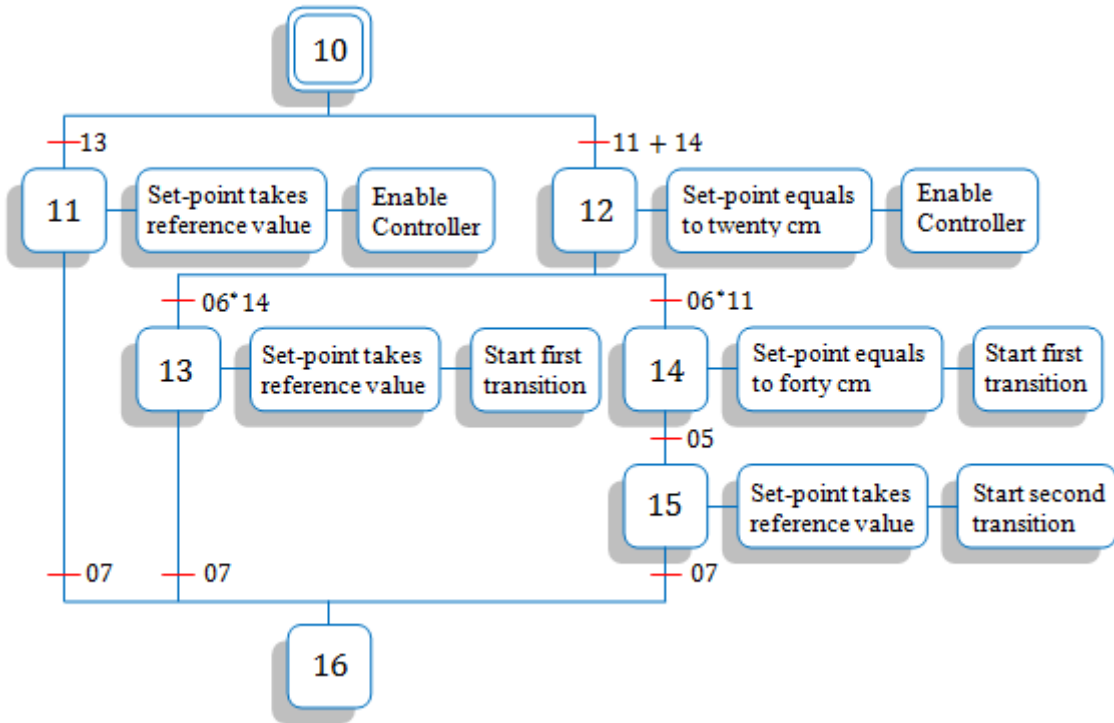 10
13
11 + 14
11
Set-point takes
reference value
Enable
Controller
12
Set-point equals
to twenty cm
Enable
Controller
06*14
06*11
13
Set-point takes
reference value
Start first
transition
14
Set-point equals
to forty cm
Start first
transition
05
15
Set-point takes
reference value
Start second
transition
07
07
07
16